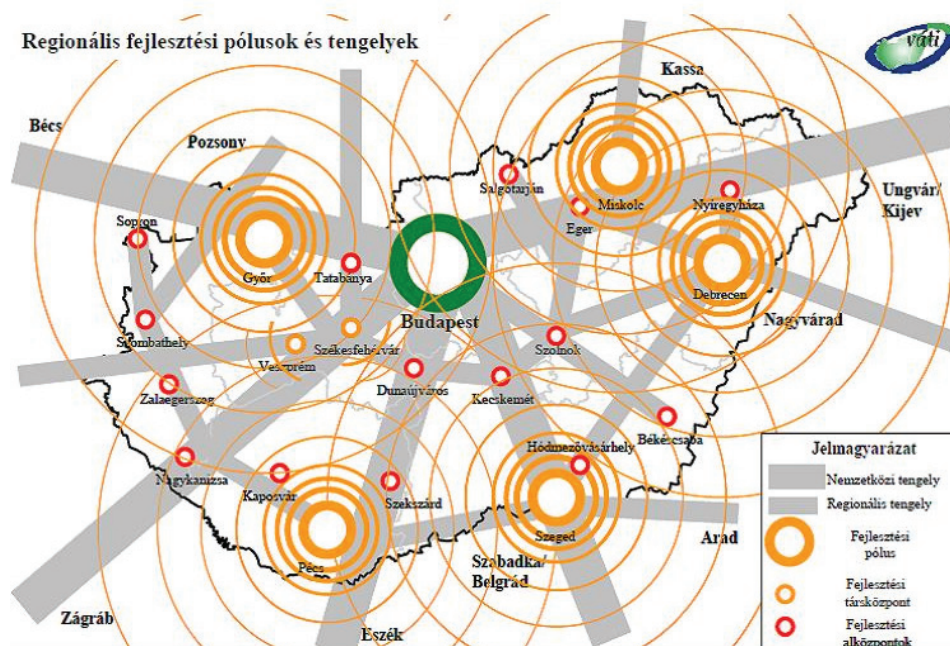 Regionális fejlesztési pólusok és tengelyek
váti
Kassa
Bécs
Pozsony
Ungvár/
Kijev
Salgótarján
Miskolc
Nyíregyháza
Eger
Sopron
Győr
Tatabánya
Debrecen
Budapest
Nagyvárad
Szombathely
Székesfehérvár
Veszprém
Szolnok
Dunaújváros
Kecskemét
Zalaegerszeg
Békéscsaba
Hódmezővásárhely
Nagykanizsa
Kaposvár
Szekszárd
Szeged
Arad
Pécs
Szabadka/
Belgrád
Zágráb
Eszék
Jelmagyarázat
Nemzetközi tengely
Regionális tengely
Fejlesztési
pólus
Fejlesztési
társközpont
Fejlesztési
alközpontok